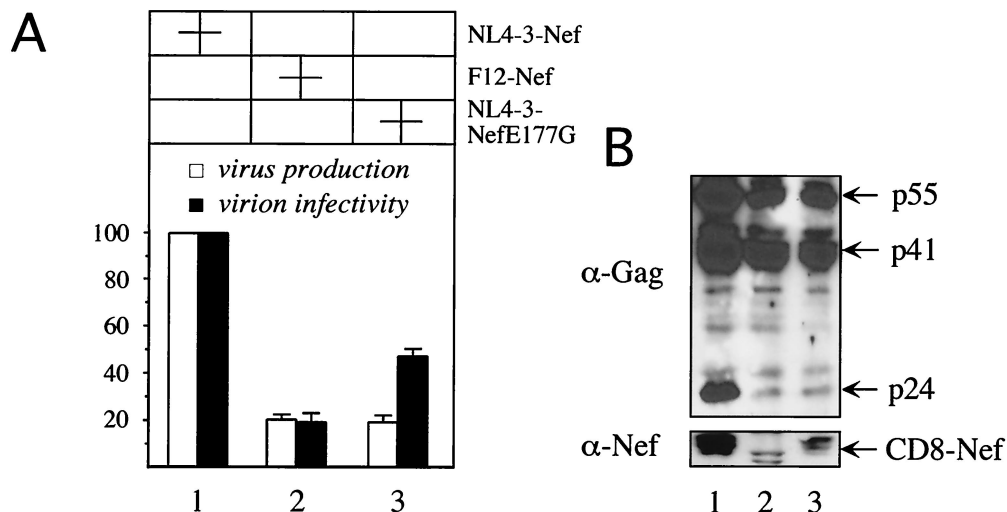 A
NL4-3-Nef
F12-Nef
NL4-3-
NefE177G
virus production
virion infectivity
100
80
60
40
20
1 2 3
B
p55
p41
α-Gag
p24
α-Nef
CD8-Nef
1 2 3